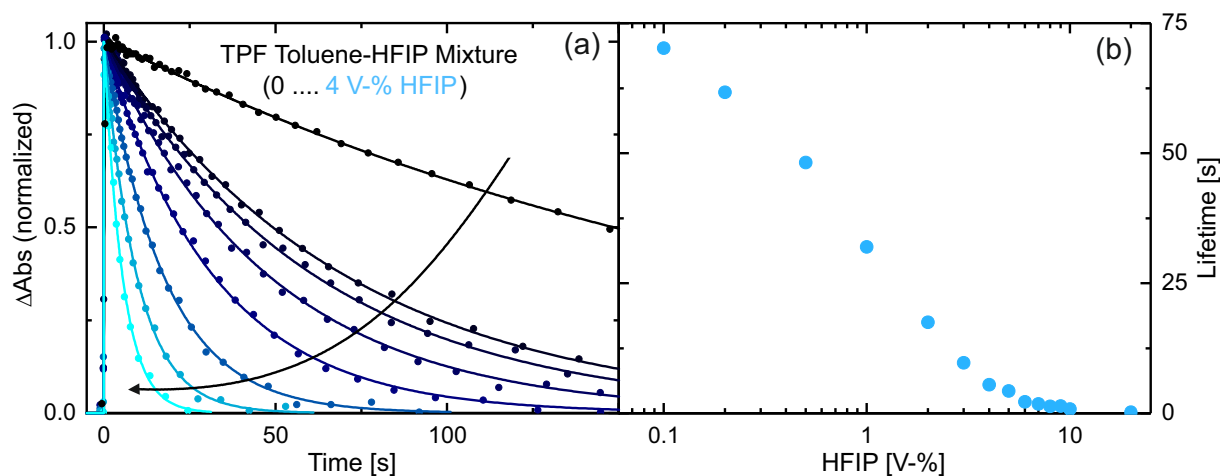 (a)
TPF Toluene-HFIP Mixture
(0 .... 4 V-% HFIP)
1.0
0.5
0.0
ΔAbs (normalized)
0
50
100
Time [s]
(b)
75
50
25
0
Lifetime [s]
0.1
1
10
HFIP [V-%]